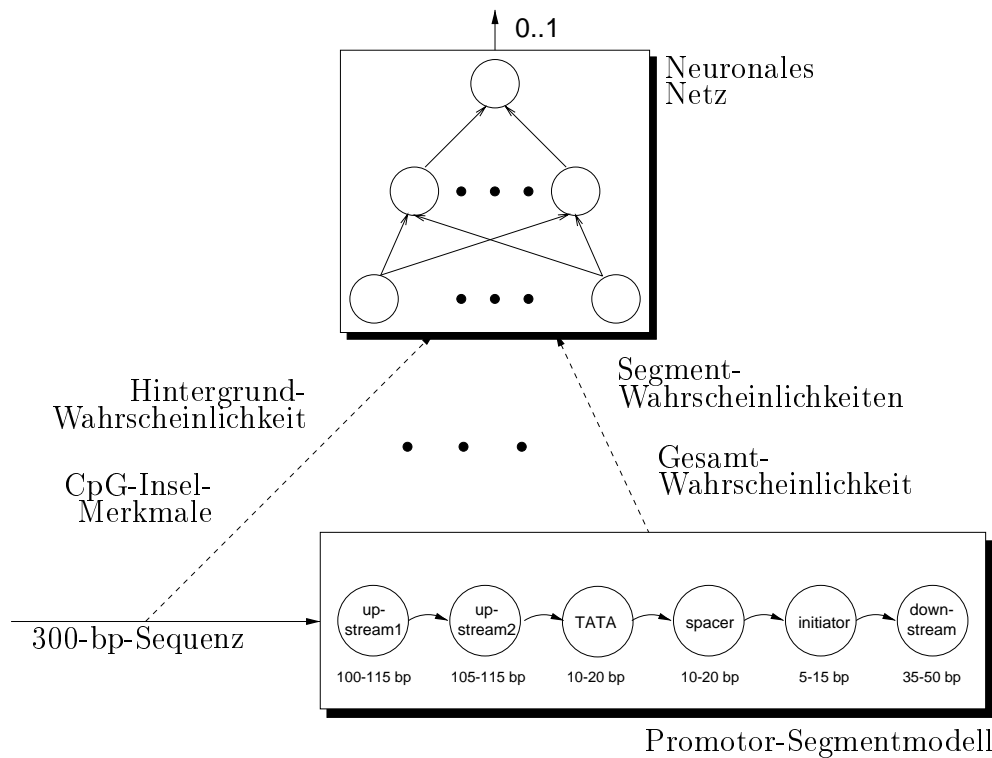 0..1
Neuronales
Netz
Hintergrund-
Wahrscheinlichkeit
Segment-
Wahrscheinlichkeiten
CpG-Insel-
Merkmale
Gesamt-
Wahrscheinlichkeit
300-bp-Sequenz
up-
stream1
up-
stream2
TATA
spacer
initiator
down-
stream
100-115 bp
105-115 bp
10-20 bp
10-20 bp
5-15 bp
35-50 bp
Promotor-Segmentmodell